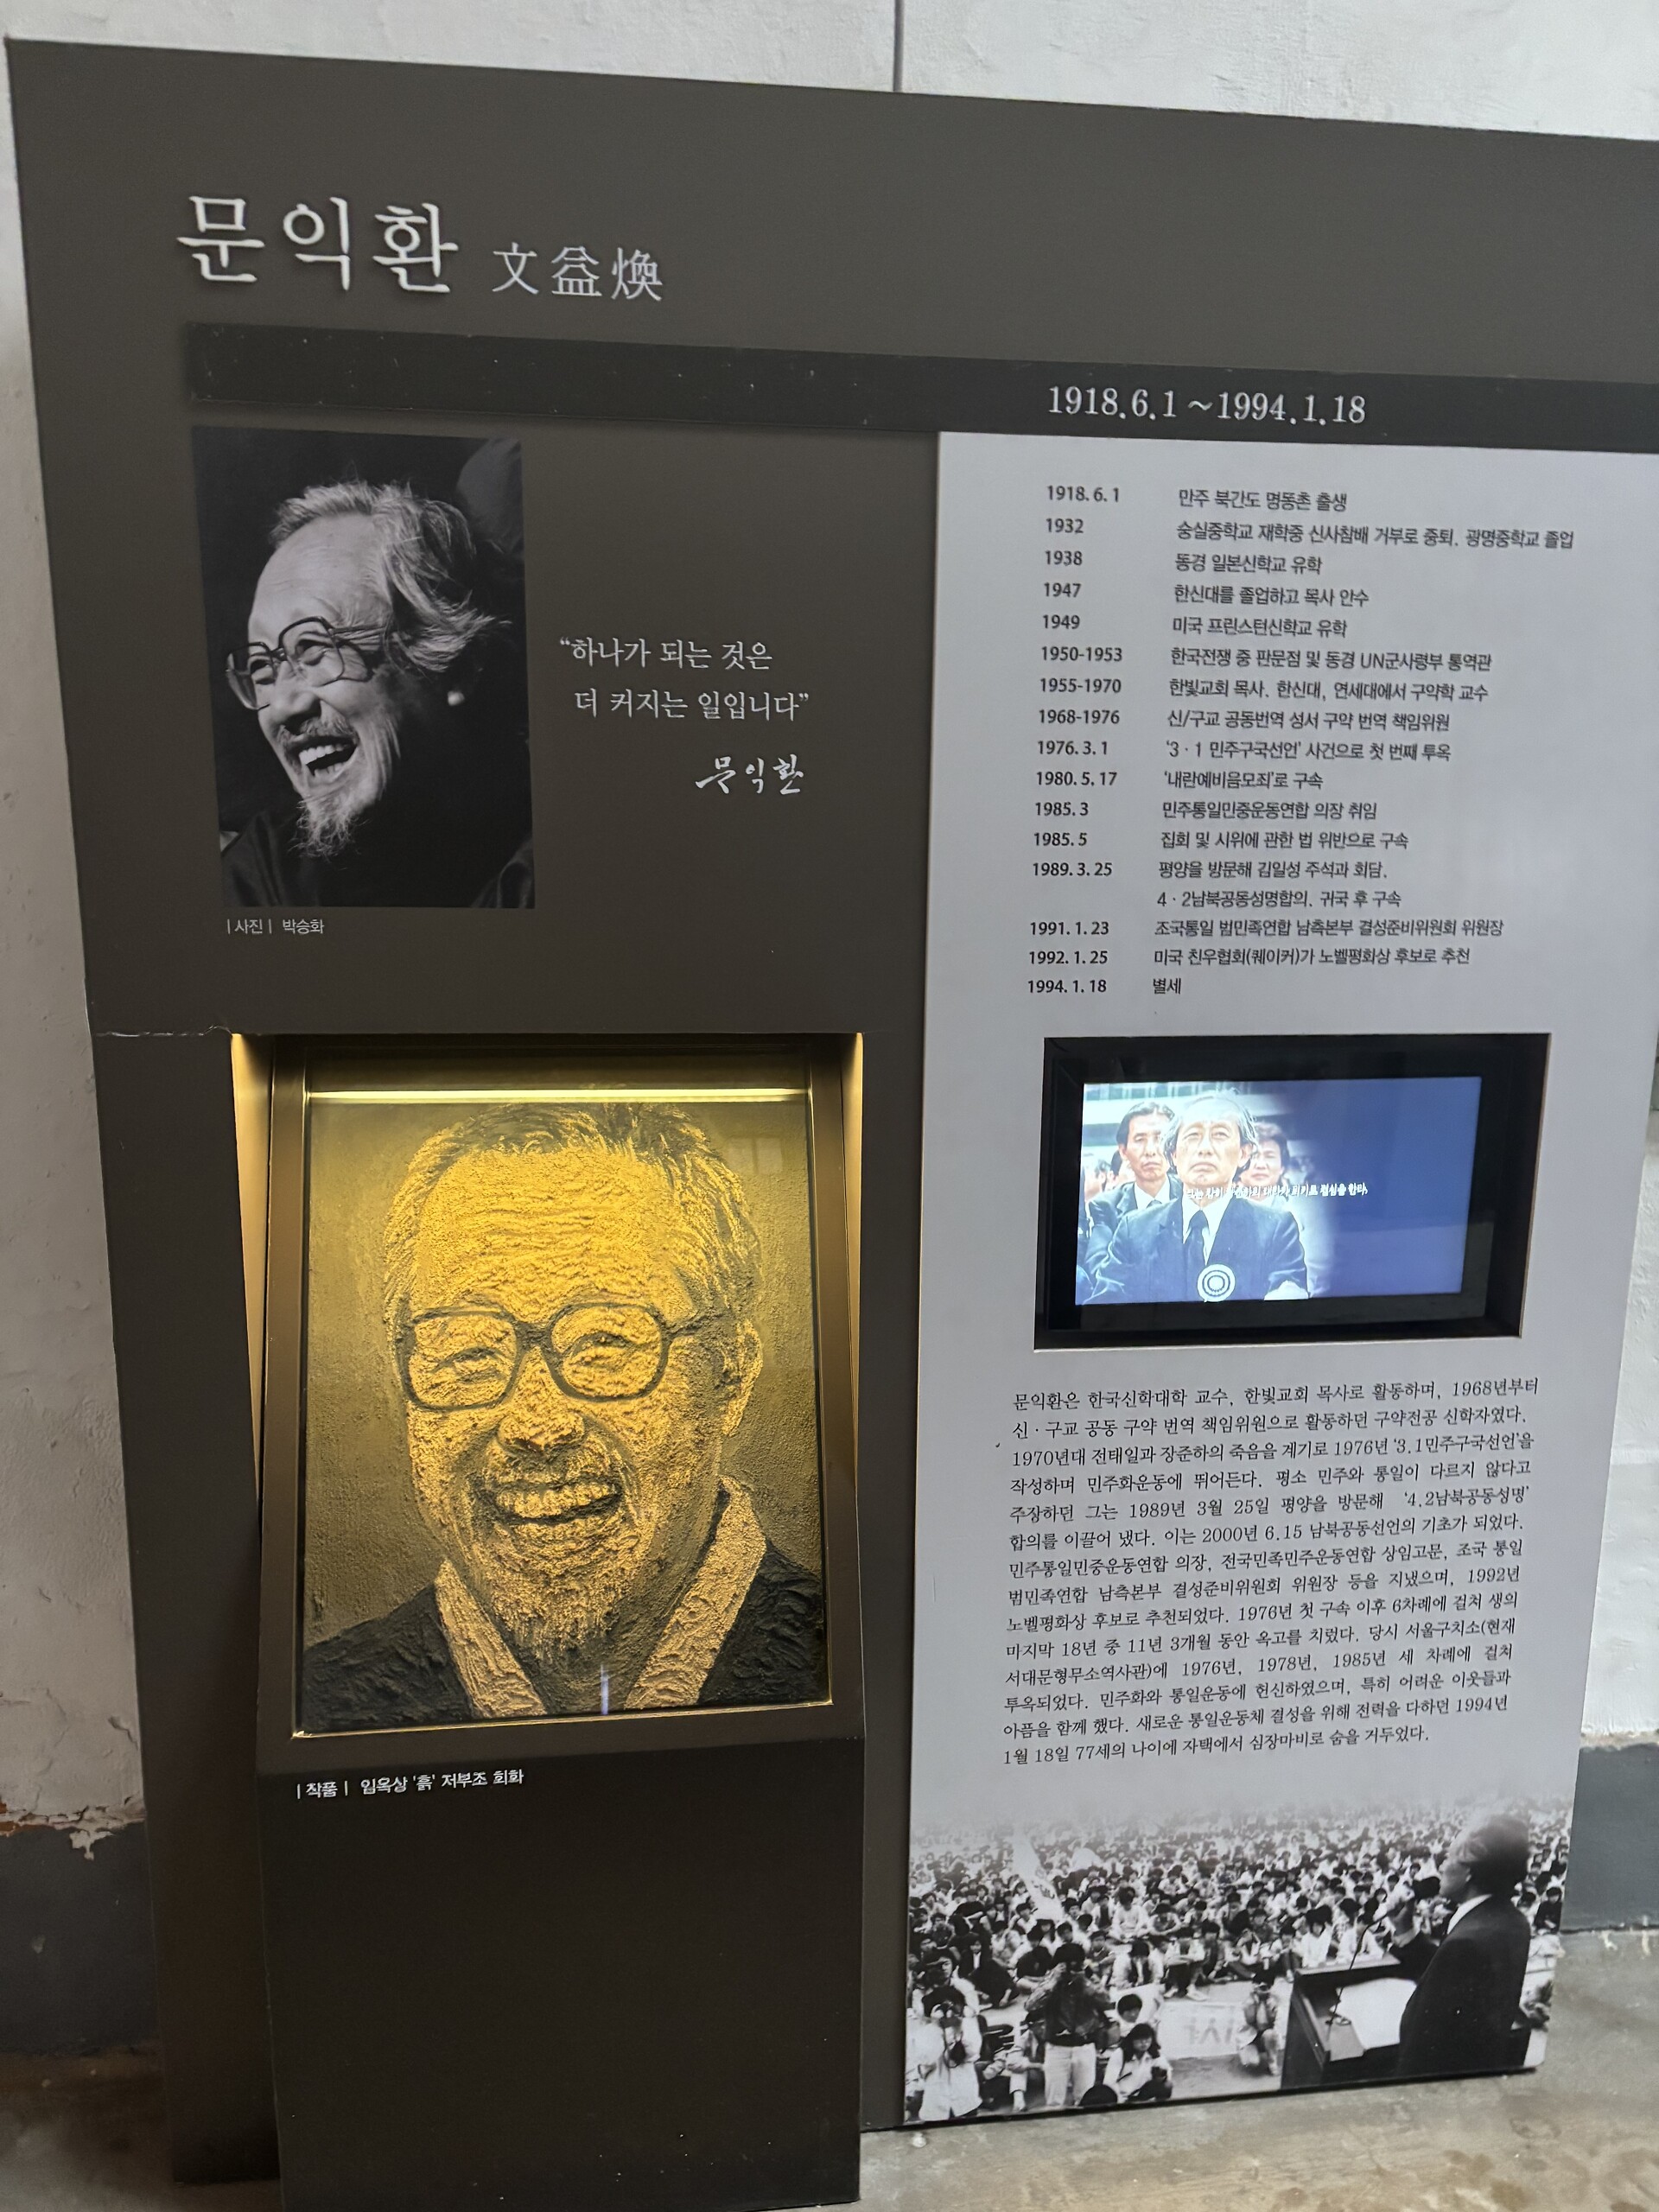 문익환 文益煥
1918.6.1 ~1994.1.18
“하나가 되는 것은
더 커지는 일입니다”
문익환
|사진| 박승화
1918. 6. 1 만주 북간도 명동촌 출생
1932 숭실중학교 재학중 신사참배 거부로 중퇴. 광명중학교 졸업
1938 동경 일본신학교 유학
1947 한신대를 졸업하고 목사 안수
1949 미국 프린스턴신학교 유학
1950-1953 한국전쟁 중 판문점 및 동경 UN군사령부 통역관
1955-1970 한빛교회 목사. 한신대, 연세대에서 구약학 교수
1968-1976 신/구교 공동번역 성서 구약 번역 책임위원
1976. 3. 1 ‘3 · 1 민주구국선언’ 사건으로 첫 번째 투옥
1980. 5. 17 ‘내란예비음모죄’로 구속
1985. 3 민주통일민중운동연합 의장 취임
1985. 5 집회 및 시위에 관한 법 위반으로 구속
1989. 3. 25 평양을 방문해 김일성 주석과 회담.
4 · 2남북공동성명합의. 귀국 후 구속
1991. 1. 23 조국통일 범민족연합 남측본부 결성준비위원회 위원장
1992. 1. 25 미국 친우협회(퀘이커)가 노벨평화상 후보로 추천
1994. 1. 18 별세
결심을 한다.
문익환은 한국신학대학 교수, 한빛교회 목사로 활동하며, 1968년부터
신 · 구교 공동 구약 번역 책임위원으로 활동하던 구약전공 신학자였다.
1970년대 전태일과 장준하의 죽음을 계기로 1976년 ‘3.1민주구국선언’을
작성하며 민주화운동에 뛰어든다. 평소 민주와 통일이 다르지 않다고
주장하던 그는 1989년 3월 25일 평양을 방문해 ‘4.2남북공동성명’
합의를 이끌어 냈다. 이는 2000년 6.15 남북공동선언의 기초가 되었다.
민주통일민중운동연합 의장, 전국민족민주운동연합 상임고문, 조국 통일
범민족연합 남측본부 결성준비위원회 위원장 등을 지냈으며, 1992년
노벨평화상 후보로 추천되었다. 1976년 첫 구속 이후 6차례에 걸쳐 생의
마지막 18년 중 11년 3개월 동안 옥고를 치렀다. 당시 서울구치소(현재
서대문형무소역사관)에 1976년, 1978년, 1985년 세 차례에 걸쳐
투옥되었다. 민주화와 통일운동에 헌신하였으며, 특히 어려운 이웃들과
아픔을 함께 했다. 새로운 통일운동체 결성을 위해 전력을 다하던 1994년
1월 18일 77세의 나이에 자택에서 심장마비로 숨을 거두었다.
|작품| 임옥상 '흙' 저부조 회화